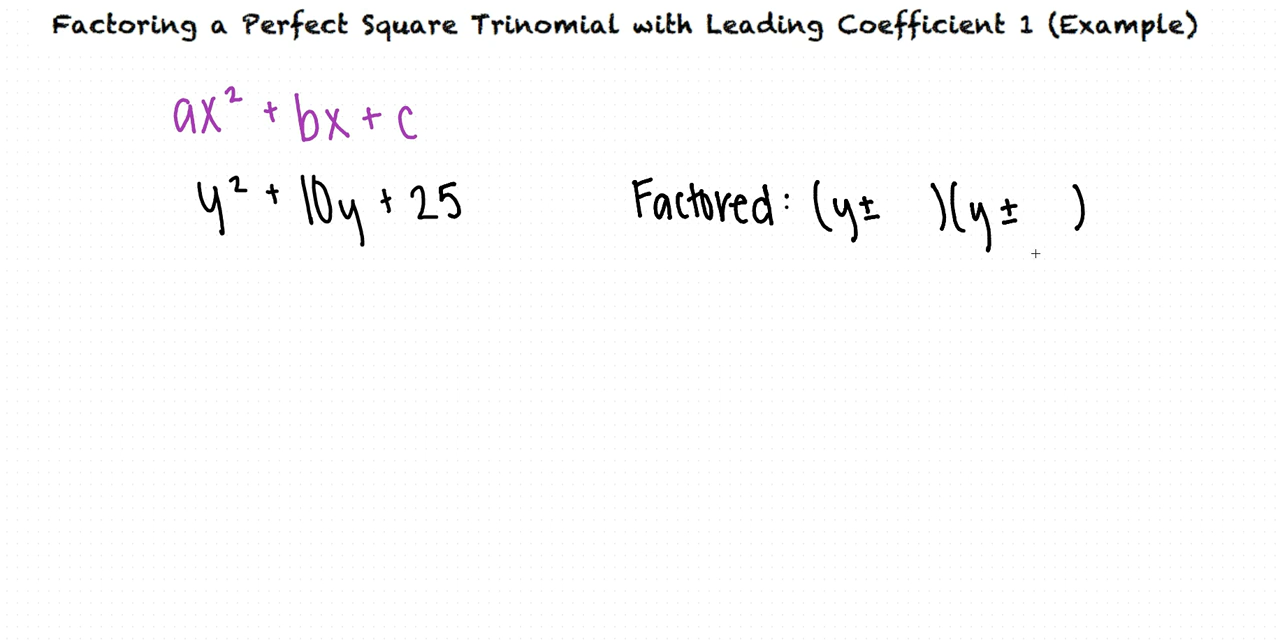 Factoring a Perfect Square Trinomial with Leading Coefficient 1 (Example)
ax² + bx + c
y² + 10y + 25 Factored: (y±  )(y±  )